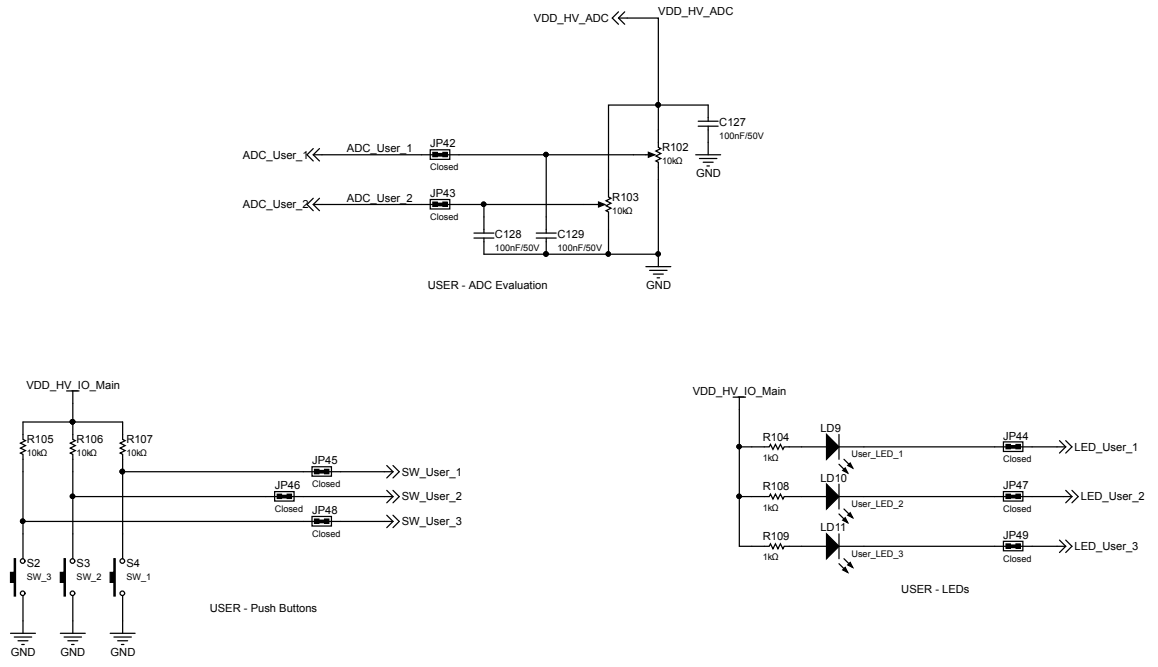 VDD_HV_ADC
VDD_HV_ADC
C127
100nF/50V
GND
ADC_User_1
ADC_User_1
JP42
Closed
R102
10kΩ
ADC_User_2
ADC_User_2
JP43
Closed
R103
10kΩ
C128
100nF/50V
C129
100nF/50V
GND
USER - ADC Evaluation
VDD_HV_IO_Main
R105
10kΩ
R106
10kΩ
R107
10kΩ
JP45
Closed
SW_User_1
JP46
Closed
SW_User_2
JP48
Closed
SW_User_3
S2
SW_3
S3
SW_2
S4
SW_1
GND
GND
GND
USER - Push Buttons
VDD_HV_IO_Main
R104
1kΩ
LD9
User_LED_1
JP44
Closed
LED_User_1
R108
1kΩ
LD10
User_LED_2
JP47
Closed
LED_User_2
R109
1kΩ
LD11
User_LED_3
JP49
Closed
LED_User_3
USER - LEDs